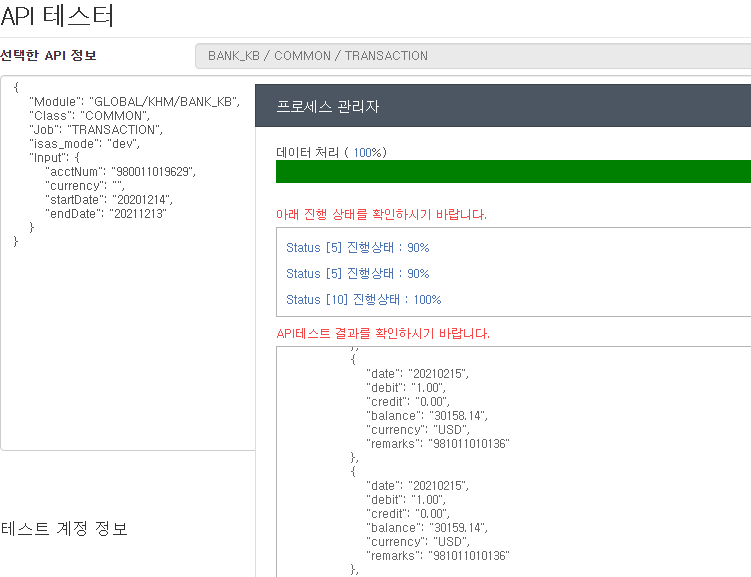 API 테스터
선택한 API 정보
BANK_KB / COMMON / TRANSACTION
{
"Module": "GLOBAL/KHM/BANK_KB",
"Class": "COMMON",
"Job": "TRANSACTION",
"isas_mode": "dev",
"Input": {
"acctNum": "980011019629",
"currency": "",
"startDate": "20201214",
"endDate": "20211213"
}
}
테스트 계정 정보
프로세스 관리자
데이터 처리 ( 100%)
아래 진행 상태를 확인하시기 바랍니다.
Status [5] 진행상태 : 90%
Status [5] 진행상태 : 90%
Status [10] 진행상태 : 100%
API테스트 결과를 확인하시기 바랍니다.
},
{
"date": "20210215",
"debit": "1.00",
"credit": "0.00",
"balance": "30158.14",
"currency": "USD",
"remarks": "981011010136"
},
{
"date": "20210215",
"debit": "1.00",
"credit": "0.00",
"balance": "30159.14",
"currency": "USD",
"remarks": "981011010136"
},